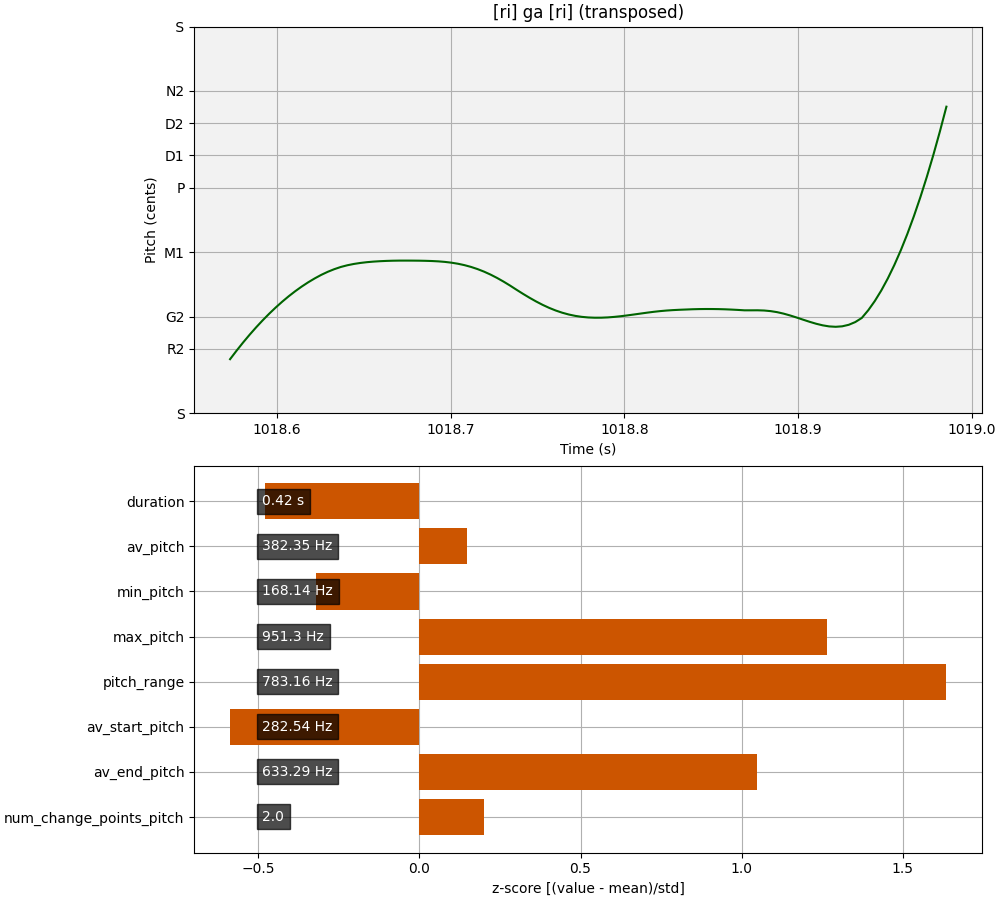 [ri] ga [ri] (transposed)
S
N2
D2
D1
P
M1
G2
R2
S
Pitch (cents)
1018.6 1018.7 1018.8 1018.9 1019.0
Time (s)
duration 0.42 s
av_pitch 382.35 Hz
min_pitch 168.14 Hz
max_pitch 951.3 Hz
pitch_range 783.16 Hz
av_start_pitch 282.54 Hz
av_end_pitch 633.29 Hz
num_change_points_pitch 2.0
−0.5 0.0 0.5 1.0 1.5
z-score [(value - mean)/std]